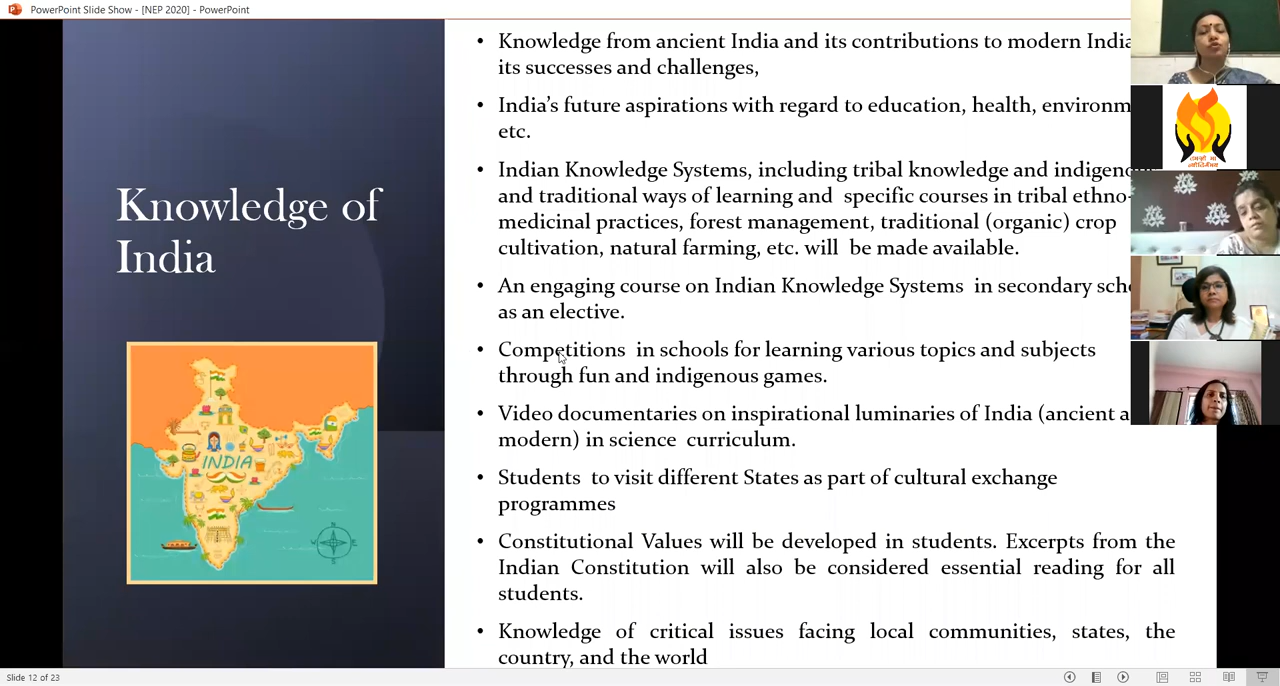 PowerPoint Slide Show - [NEP 2020] - PowerPoint
Knowledge of
India
INDIA
• Knowledge from ancient India and its contributions to modern India
its successes and challenges,
• India's future aspirations with regard to education, health,
etc.
• Indian Knowledge Systems, including tribal knowledge and
and traditional ways of learning and specific courses in tribal ethno-
medicinal practices, forest management, traditional (organic) crop
cultivation, natural farming, etc. will be made available.
• An engaging course on Indian Knowledge Systems in secondary
as an elective.
• Competitions in schools for learning various topics and subjects
through fun and indigenous games.
• Video documentaries on inspirational luminaries of India (ancient
modern) in science curriculum.
• Students to visit different States as part of cultural exchange
programmes
• Constitutional Values will be developed in students. Excerpts from the
Indian Constitution will also be considered essential reading for all
students.
• Knowledge of critical issues facing local communities, states, the
country, and the world
Slide 12 of 23